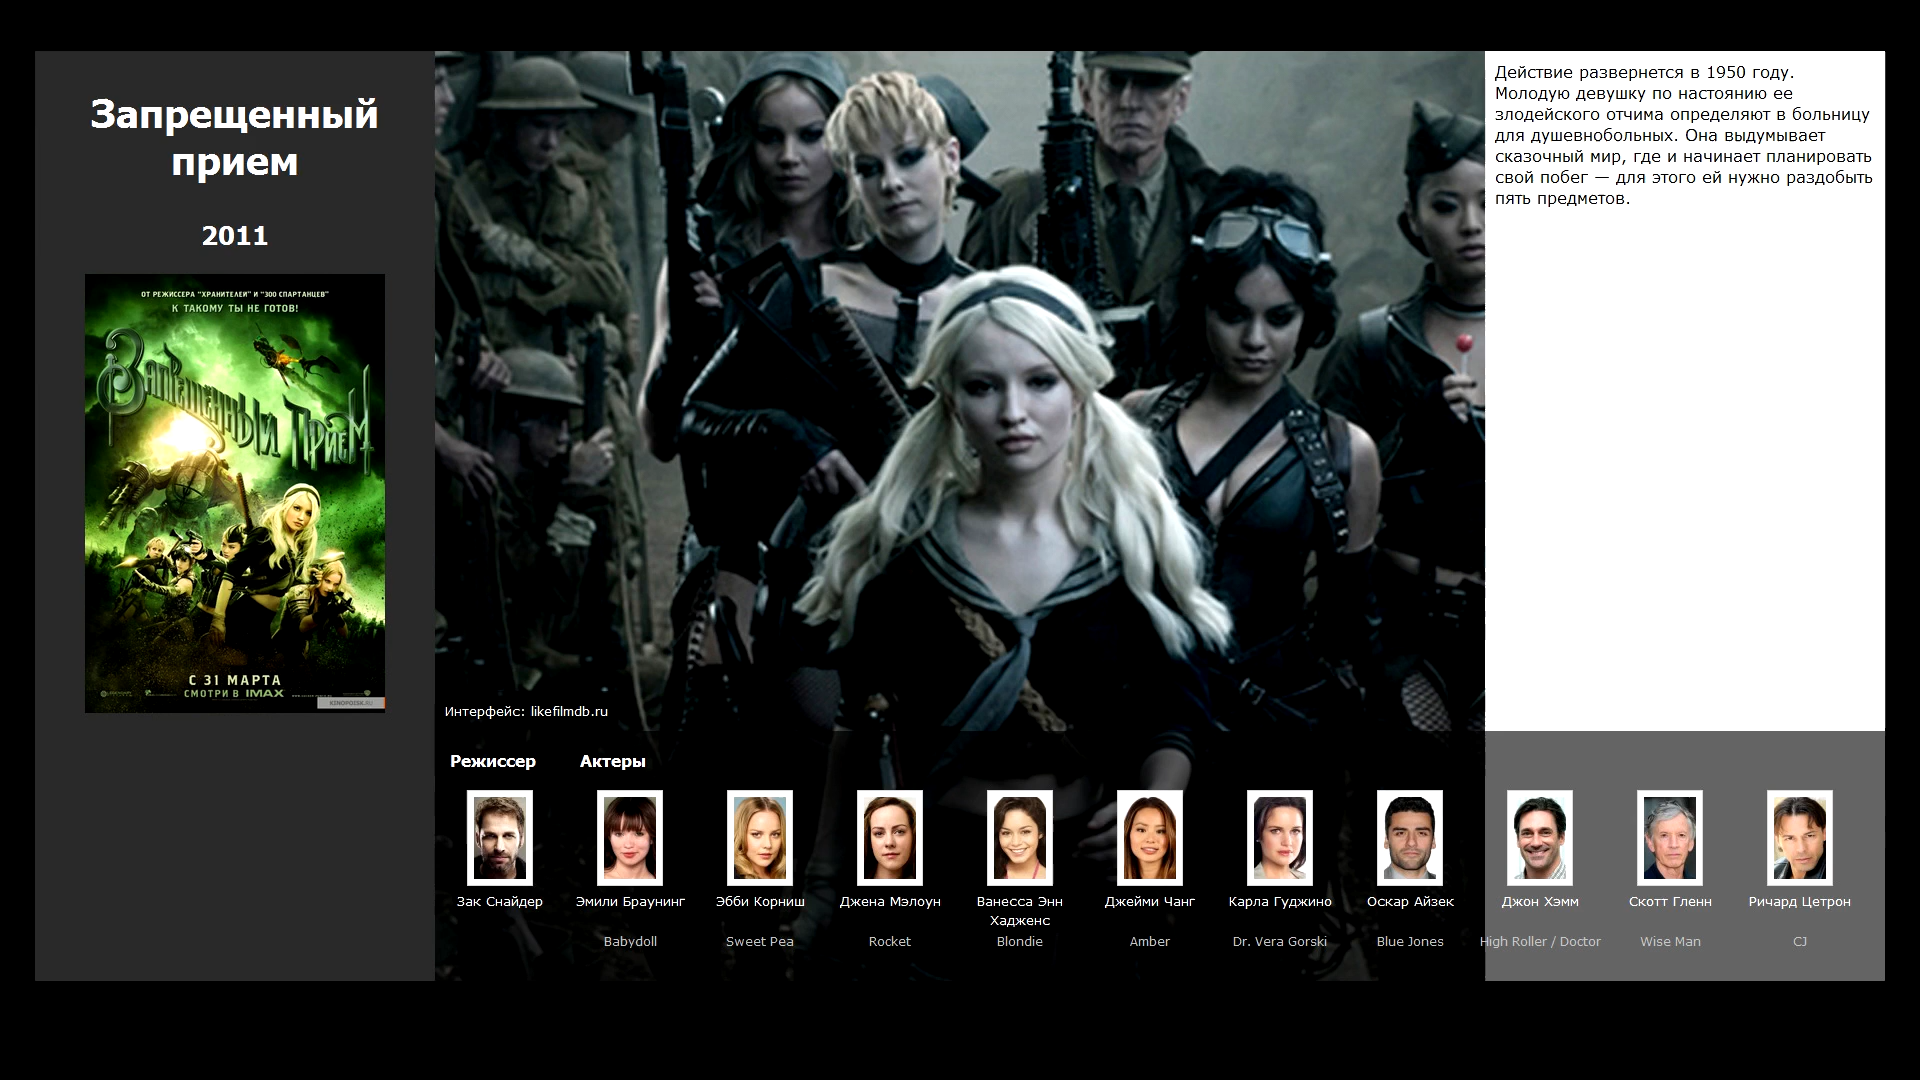 Запрещенный
прием
2011
ОТ РЕЖИССЕРА "ХРАНИТЕЛЕЙ" И "300 СПАРТАНЦЕВ"
К ТАКОМУ ТЫ НЕ ГОТОВ!
Запрещенный Прием
С 31 МАРТА
СМОТРИ В IMAX
KINOPOISK.RU
Действие развернется в 1950 году.
Молодую девушку по настоянию ее
злодейского отчима определяют в больницу
для душевнобольных. Она выдумывает
сказочный мир, где и начинает планировать
свой побег — для этого ей нужно раздобыть
пять предметов.
Интерфейс: likefilmdb.ru
Режиссер Актеры
Зак Снайдер Эмили Браунинг Эбби Корниш Джена Мэлоун Ванесса Энн Джейми Чанг Карла Гуджино Оскар Айзек Джон Хэмм Скотт Гленн Ричард Цетрон
Хадженс
Babydoll Sweet Pea Rocket Blondie Amber Dr. Vera Gorski Blue Jones High Roller / Doctor Wise Man CJ